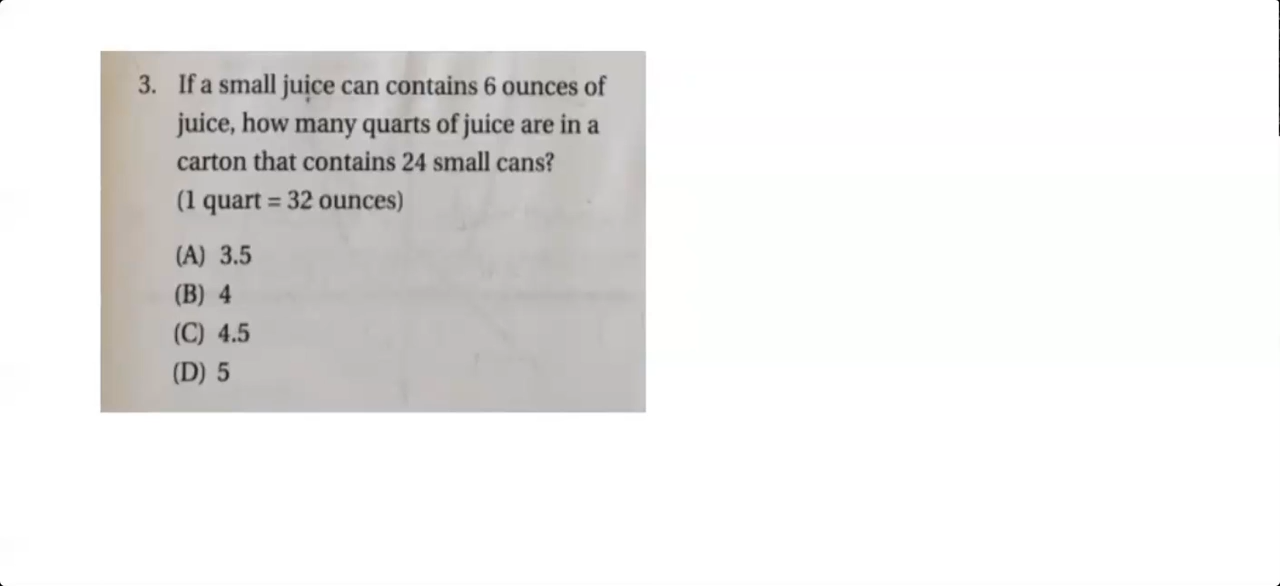 3. If a small juice can contains 6 ounces of
juice, how many quarts of juice are in a
carton that contains 24 small cans?
(1 quart = 32 ounces)
(A) 3.5
(B) 4
(C) 4.5
(D) 5